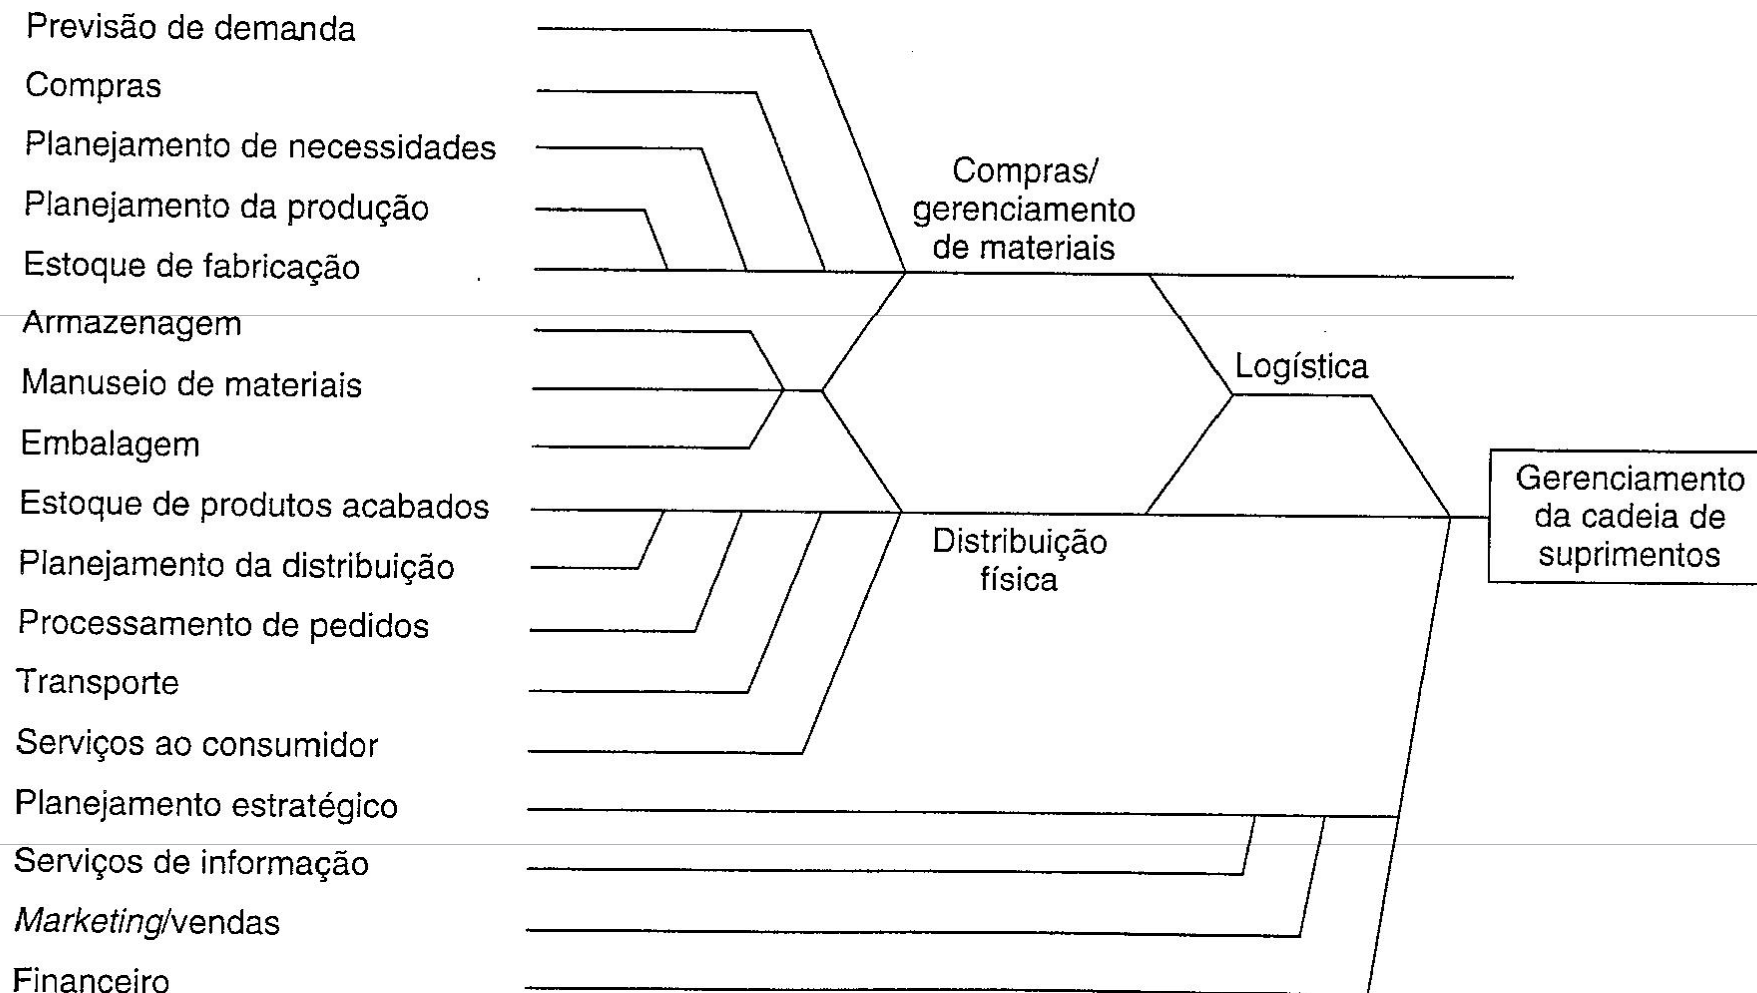 Previsão de demanda
Compras
Planejamento de necessidades
Planejamento da produção
Estoque de fabricação
Armazenagem
Manuseio de materiais
Embalagem
Estoque de produtos acabados
Planejamento da distribuição
Processamento de pedidos
Transporte
Serviços ao consumidor
Planejamento estratégico
Serviços de informação
Marketing/vendas
Financeiro
Compras/
gerenciamento
de materiais
Distribuição
física
Logística
Gerenciamento
da cadeia de
suprimentos